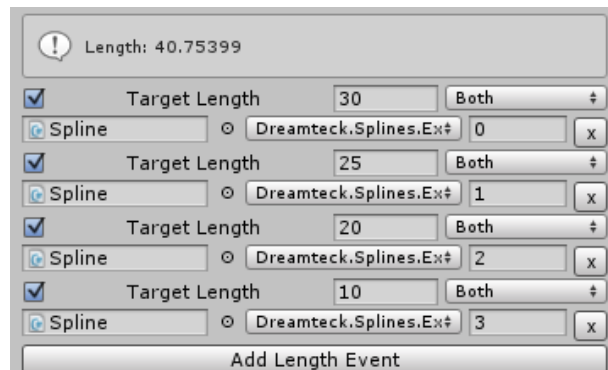 Length: 40.75399
Target Length 30 Both
Spline Dreamteck.Splines.Ex 0 x
Target Length 25 Both
Spline Dreamteck.Splines.Ex 1 x
Target Length 20 Both
Spline Dreamteck.Splines.Ex 2 x
Target Length 10 Both
Spline Dreamteck.Splines.Ex 3 x
Add Length Event